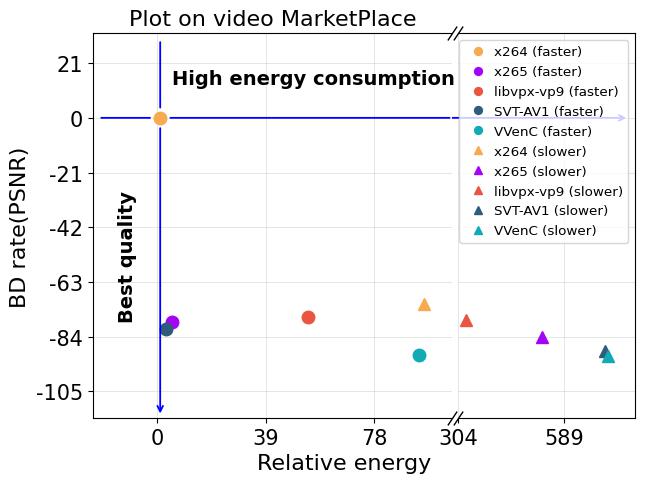 Plot on video MarketPlace
21
0
-21
-42
-63
-84
-105
BD rate(PSNR)
High energy consumption
Best quality
x264 (faster)
x265 (faster)
libvpx-vp9 (faster)
SVT-AV1 (faster)
VVenC (faster)
x264 (slower)
x265 (slower)
libvpx-vp9 (slower)
SVT-AV1 (slower)
VVenC (slower)
0 39 78 304 589
Relative energy